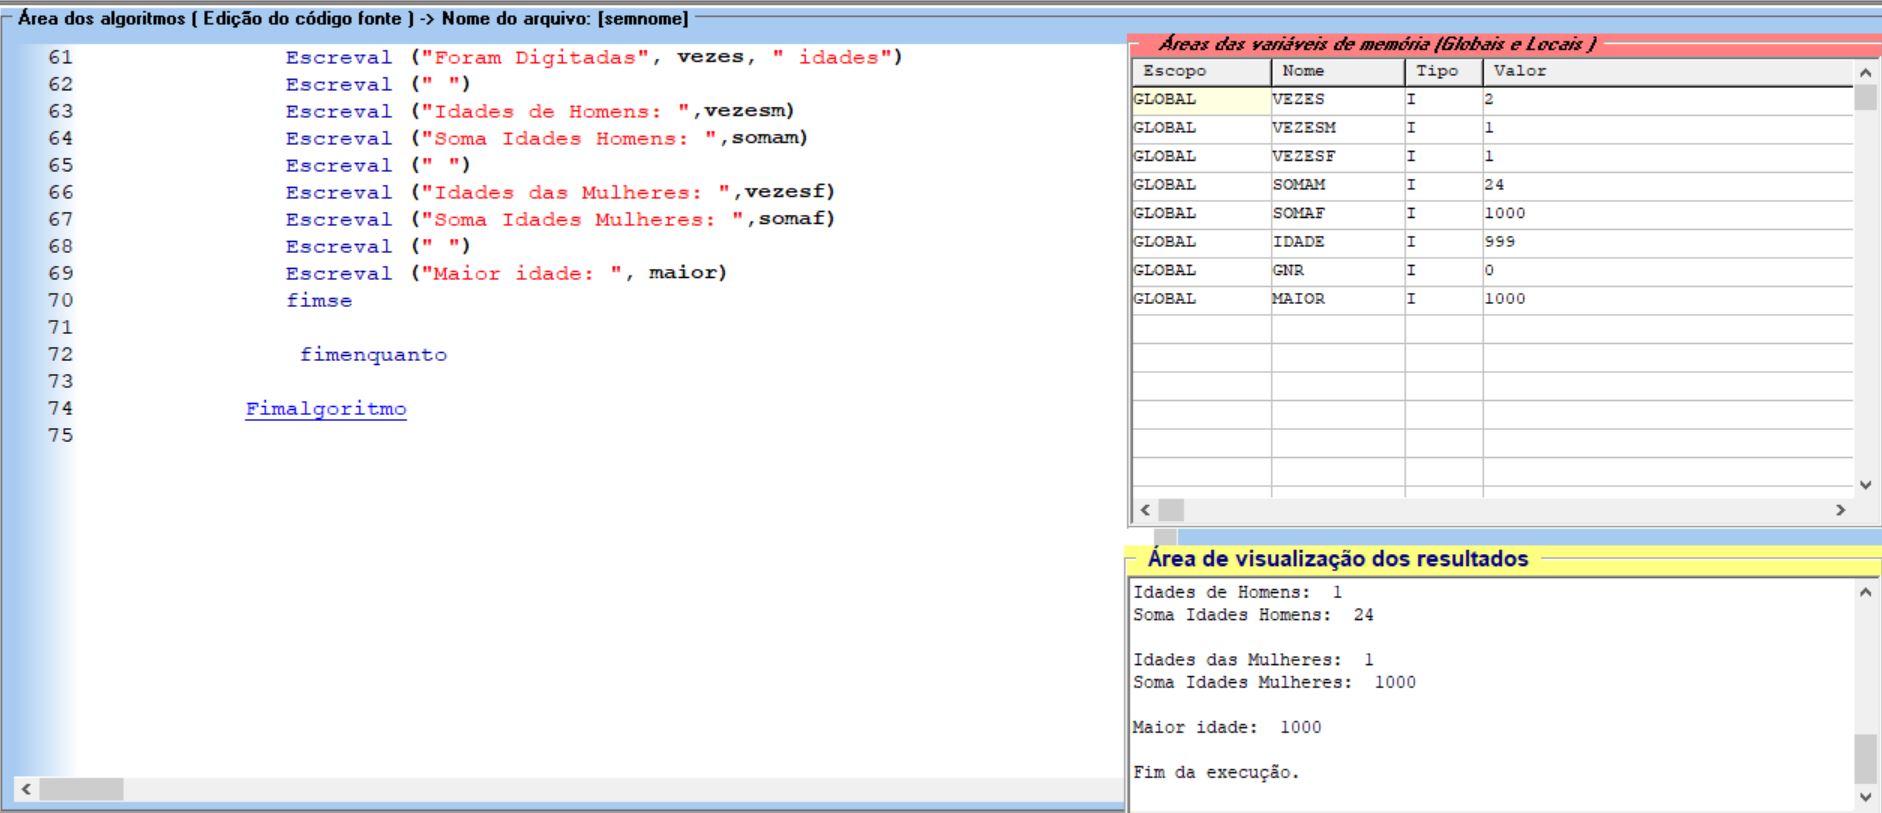 Área dos algoritmos ( Edição do código fonte ) -> Nome do arquivo: [semnome]
61 Escreval ("Foram Digitadas", vezes, " idades")
62 Escreval (" ")
63 Escreval ("Idades de Homens: ",vezesm)
64 Escreval ("Soma Idades Homens: ",somam)
65 Escreval (" ")
66 Escreval ("Idades das Mulheres: ",vezesf)
67 Escreval ("Soma Idades Mulheres: ",somaf)
68 Escreval (" ")
69 Escreval ("Maior idade: ", maior)
70 fimse
71
72 fimenquanto
73
74 Fimalgoritmo
75
Áreas das variáveis de memória (Globais e Locais )
Escopo Nome Tipo Valor
GLOBAL VEZES I 2
GLOBAL VEZESM I 1
GLOBAL VEZESF I 1
GLOBAL SOMAM I 24
GLOBAL SOMAF I 1000
GLOBAL IDADE I 999
GLOBAL GNR I 0
GLOBAL MAIOR I 1000
Área de visualização dos resultados
Idades de Homens: 1
Soma Idades Homens: 24
Idades das Mulheres: 1
Soma Idades Mulheres: 1000
Maior idade: 1000
Fim da execução.